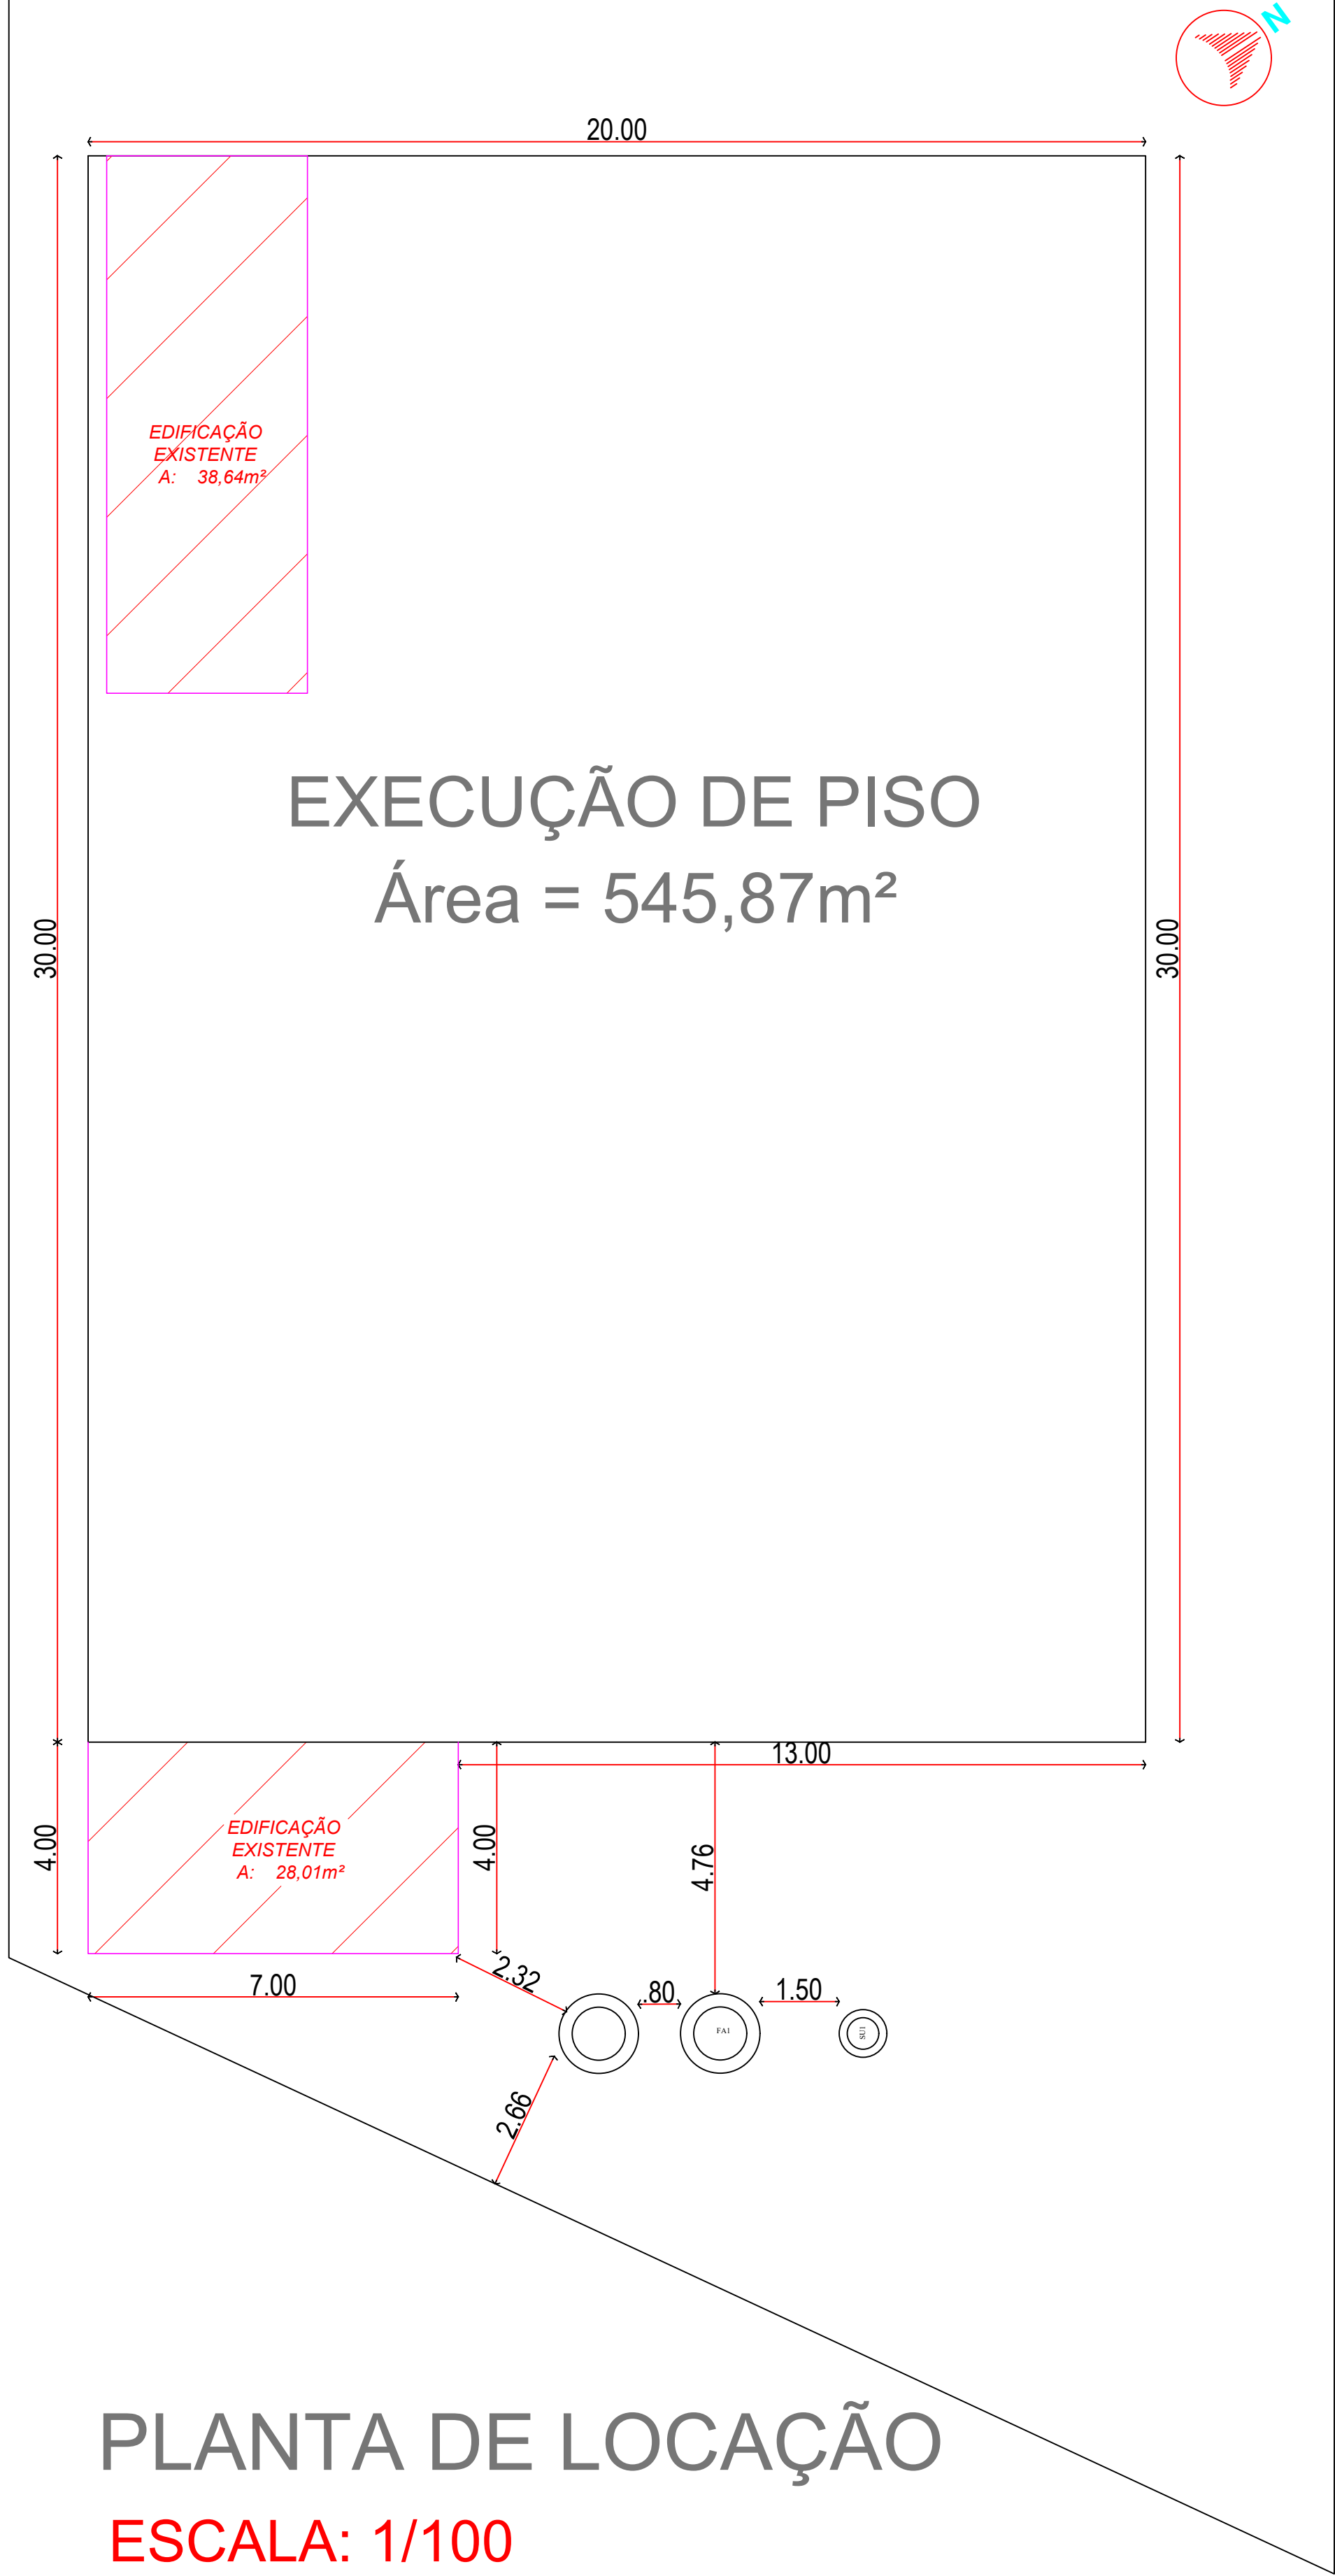 N
20.00
EDIFICAÇÃO
EXISTENTE
A: 38,64m²
EXECUÇÃO DE PISO
Área = 545,87m²
30.00
30.00
13.00
4.00
EDIFICAÇÃO
EXISTENTE
A: 28,01m²
4.00
4.76
7.00
2.32
.80
1.50
FA1
SU1
2.66
PLANTA DE LOCAÇÃO
ESCALA: 1/100